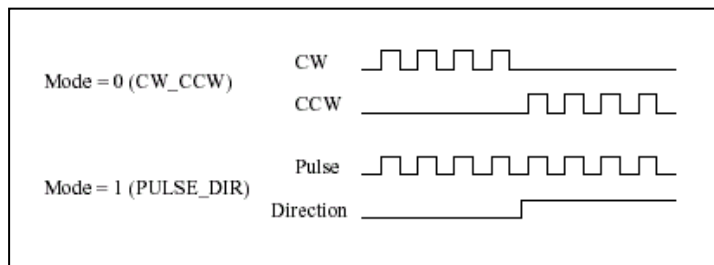 CW
Mode = 0 (CW_CCW)
CCW
Pulse
Mode = 1 (PULSE_DIR)
Direction